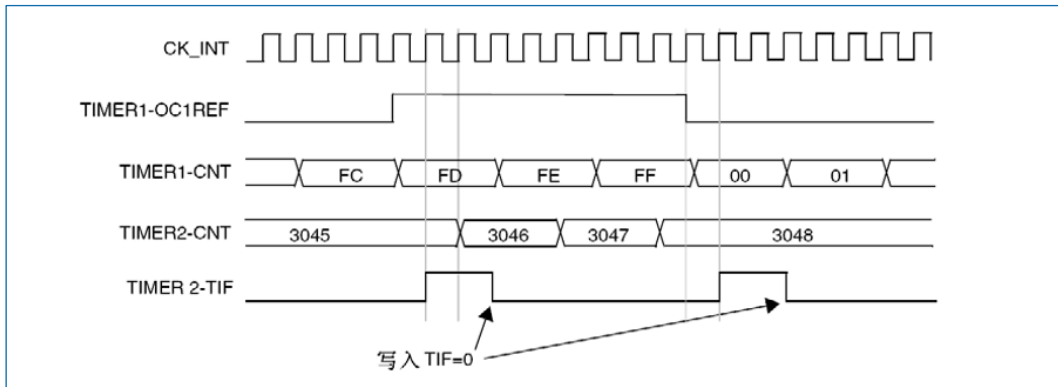 CK_INT
TIMER1-OC1REF
TIMER1-CNT FC FD FE FF 00 01
TIMER2-CNT 3045 3046 3047 3048
TIMER 2-TIF
写入 TIF=0